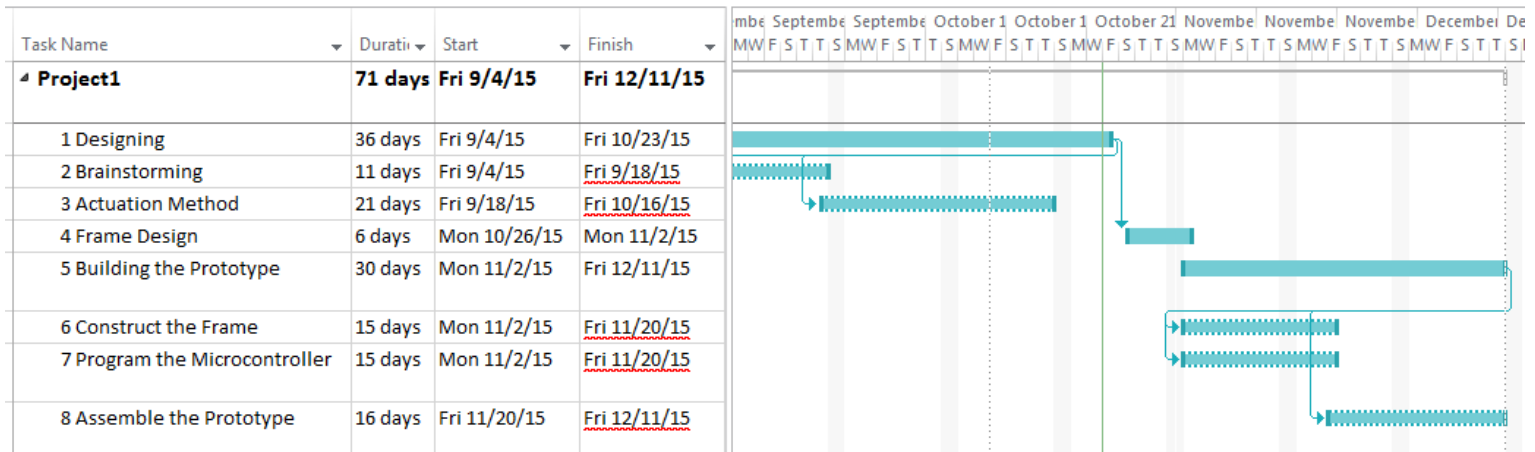 mbe Septembe Septembe October 1 October 1 October 21 Novembe Novembe Novembe December De
Task Name Duratio Start Finish M W F S T T S M W F S T T S M W F S T T S M W F S T T S M W F S T T S M W F S T T S M
Project1 71 days Fri 9/4/15 Fri 12/11/15
1 Designing 36 days Fri 9/4/15 Fri 10/23/15
2 Brainstorming 11 days Fri 9/4/15 Fri 9/18/15
3 Actuation Method 21 days Fri 9/18/15 Fri 10/16/15
4 Frame Design 6 days Mon 10/26/15 Mon 11/2/15
5 Building the Prototype 30 days Mon 11/2/15 Fri 12/11/15
6 Construct the Frame 15 days Mon 11/2/15 Fri 11/20/15
7 Program the Microcontroller 15 days Mon 11/2/15 Fri 11/20/15
8 Assemble the Prototype 16 days Fri 11/20/15 Fri 12/11/15